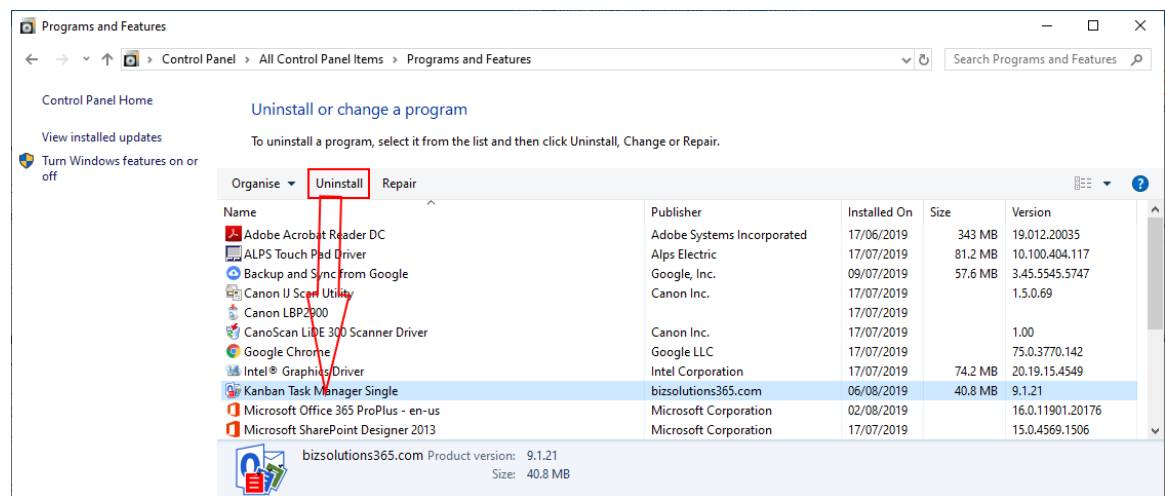 Programs and Features
Control Panel > All Control Panel Items > Programs and Features
Search Programs and Features
Control Panel Home
View installed updates
Turn Windows features on or
off
Uninstall or change a program
To uninstall a program, select it from the list and then click Uninstall, Change or Repair.
Organise Uninstall Repair
Name Publisher Installed On Size Version
Adobe Acrobat Reader DC Adobe Systems Incorporated 17/06/2019 343 MB 19.012.20035
ALPS Touch Pad Driver Alps Electric 17/07/2019 81.2 MB 10.100.404.117
Backup and Sync from Google Google, Inc. 09/07/2019 57.6 MB 3.45.5545.5747
Canon IJ Scan Utility Canon Inc. 17/07/2019 1.5.0.69
Canon LBP2900 17/07/2019
CanoScan LiDE 300 Scanner Driver Canon Inc. 17/07/2019 1.00
Google Chrome Google LLC 17/07/2019 75.0.3770.142
Intel® Graphics Driver Intel Corporation 17/07/2019 74.2 MB 20.19.15.4549
Kanban Task Manager Single bizsolutions365.com 06/08/2019 40.8 MB 9.1.21
Microsoft Office 365 ProPlus - en-us Microsoft Corporation 02/08/2019 16.0.11901.20176
Microsoft SharePoint Designer 2013 Microsoft Corporation 17/07/2019 15.0.4569.1506
bizsolutions365.com Product version: 9.1.21
Size: 40.8 MB